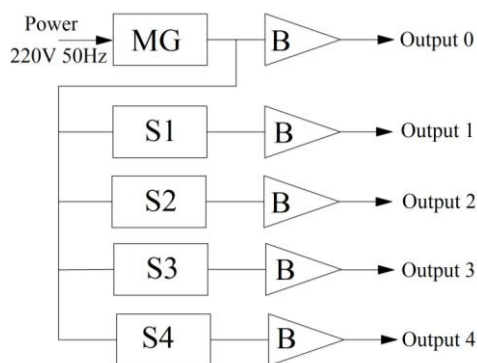 Power
220V 50Hz
MG
B
Output 0
S1
B
Output 1
S2
B
Output 2
S3
B
Output 3
S4
B
Output 4